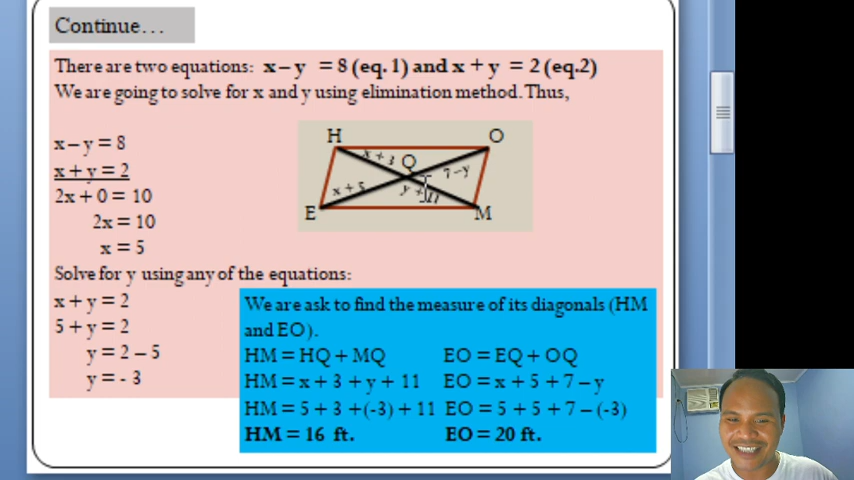 Continue…
There are two equations: x – y = 8 (eq. 1) and x + y = 2 (eq.2)
We are going to solve for x and y using elimination method. Thus,
x – y = 8
x + y = 2
2x + 0 = 10
2x = 10
x = 5
H
O
x + 3
Q
7 – y
x + 5
y + 11
E
M
Solve for y using any of the equations:
x + y = 2
5 + y = 2
y = 2 – 5
y = - 3
We are ask to find the measure of its diagonals (HM
and EO).
HM = HQ + MQ EO = EQ + OQ
HM = x + 3 + y + 11 EO = x + 5 + 7 – y
HM = 5 + 3 +(-3) + 11 EO = 5 + 5 + 7 – (-3)
HM = 16 ft. EO = 20 ft.